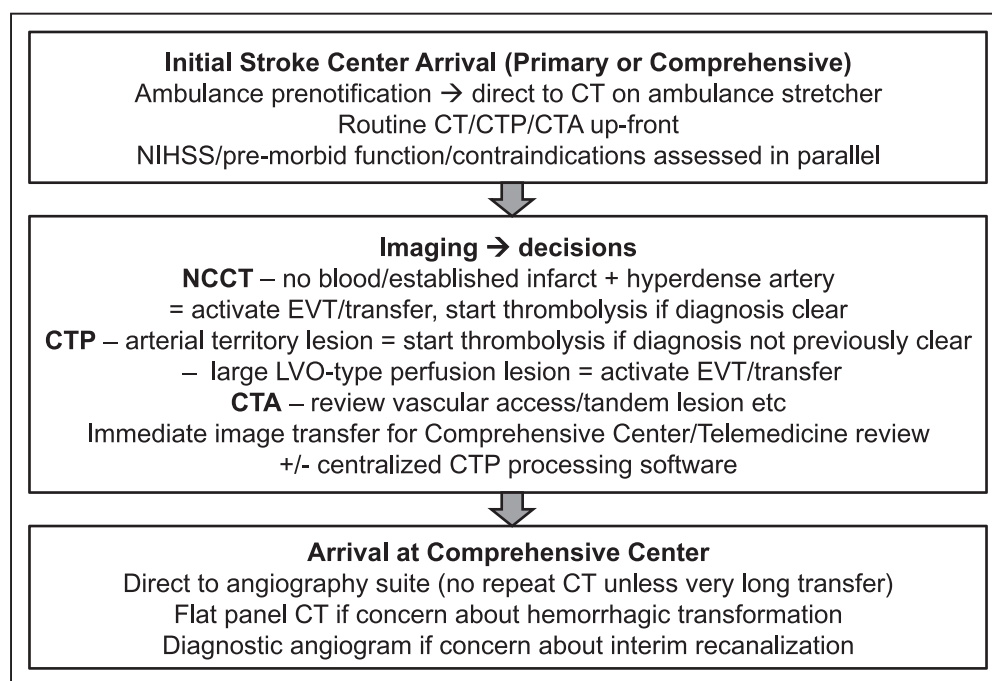 Initial Stroke Center Arrival (Primary or Comprehensive)
Ambulance prenotification → direct to CT on ambulance stretcher
Routine CT/CTP/CTA up-front
NIHSS/pre-morbid function/contraindications assessed in parallel
Imaging → decisions
NCCT – no blood/established infarct + hyperdense artery
= activate EVT/transfer, start thrombolysis if diagnosis clear
CTP – arterial territory lesion = start thrombolysis if diagnosis not previously clear
– large LVO-type perfusion lesion = activate EVT/transfer
CTA – review vascular access/tandem lesion etc
Immediate image transfer for Comprehensive Center/Telemedicine review
+/- centralized CTP processing software
Arrival at Comprehensive Center
Direct to angiography suite (no repeat CT unless very long transfer)
Flat panel CT if concern about hemorrhagic transformation
Diagnostic angiogram if concern about interim recanalization